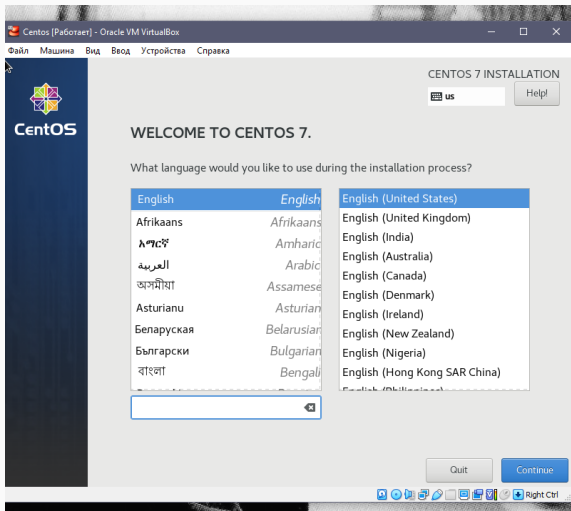 Centos [Работает] - Oracle VM VirtualBox
Файл Машина Вид Ввод Устройства Справка
CENTOS 7 INSTALLATION
us
Help!
CentOS
WELCOME TO CENTOS 7.
What language would you like to use during the installation process?
English English
Afrikaans Afrikaans
አማርኛ Amharic
العربية Arabic
অসমীয়া Assamese
Asturianu Asturian
Беларуская Belarusian
Български Bulgarian
বাংলা Bengali
English (United States)
English (United Kingdom)
English (India)
English (Australia)
English (Canada)
English (Denmark)
English (Ireland)
English (New Zealand)
English (Nigeria)
English (Hong Kong SAR China)
English (Philippines)
Quit
Continue
Right Ctrl